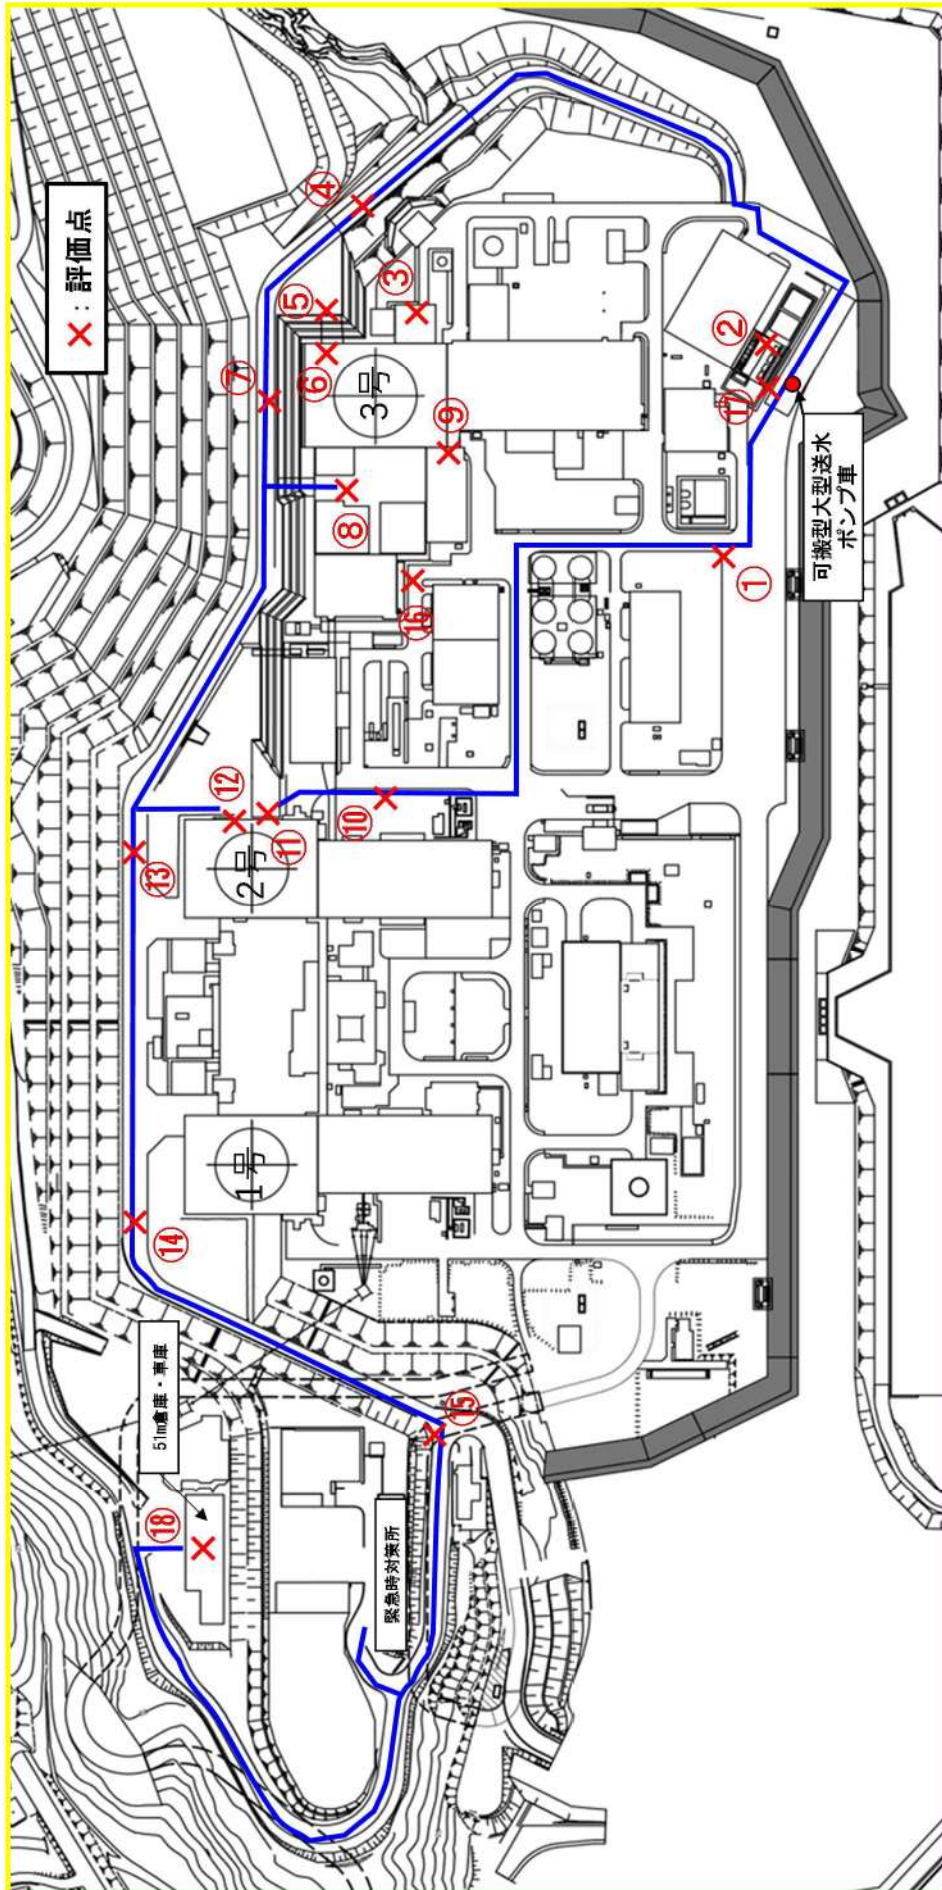 ×：評価点
④
③
⑤
⑥
⑦
3号
⑨
⑧
②
⑰
可搬型大型送水
ポンプ車
①
⑯
⑫
⑪
⑩
2号
⑬
1号
⑭
⑮
51m倉庫・車庫
⑱
緊急時対策所